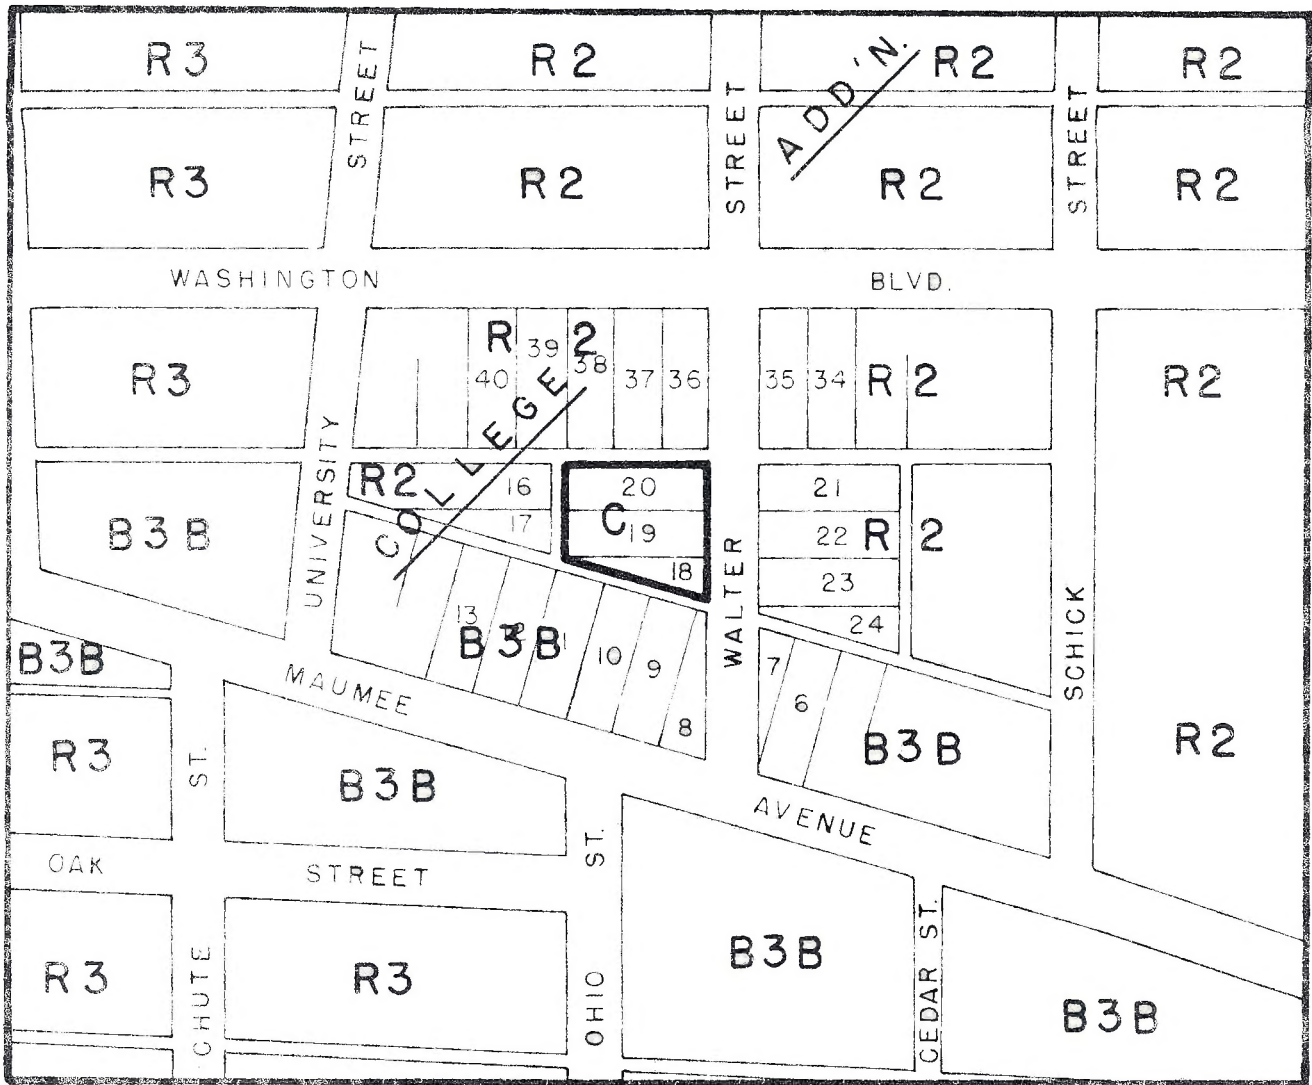 R3
R2
R2
R2
ADD'N.
R3
R2
R2
R2
STREET
STREET
STREET
WASHINGTON BLVD.
R3
R 2
40
39
38
37
36
35
34
R 2
R2
COLLEGE
R2
16
17
20
C
19
18
21
22
R 2
23
24
B3B
UNIVERSITY
WALTER
SCHICK
B3B
13
B3B
10
9
8
7
6
B3B
R2
MAUMEE AVENUE
R3
ST.
B3B
ST.
OAK STREET
R3
CHUTE
R3
OHIO
B3B
CEDAR ST.
B3B